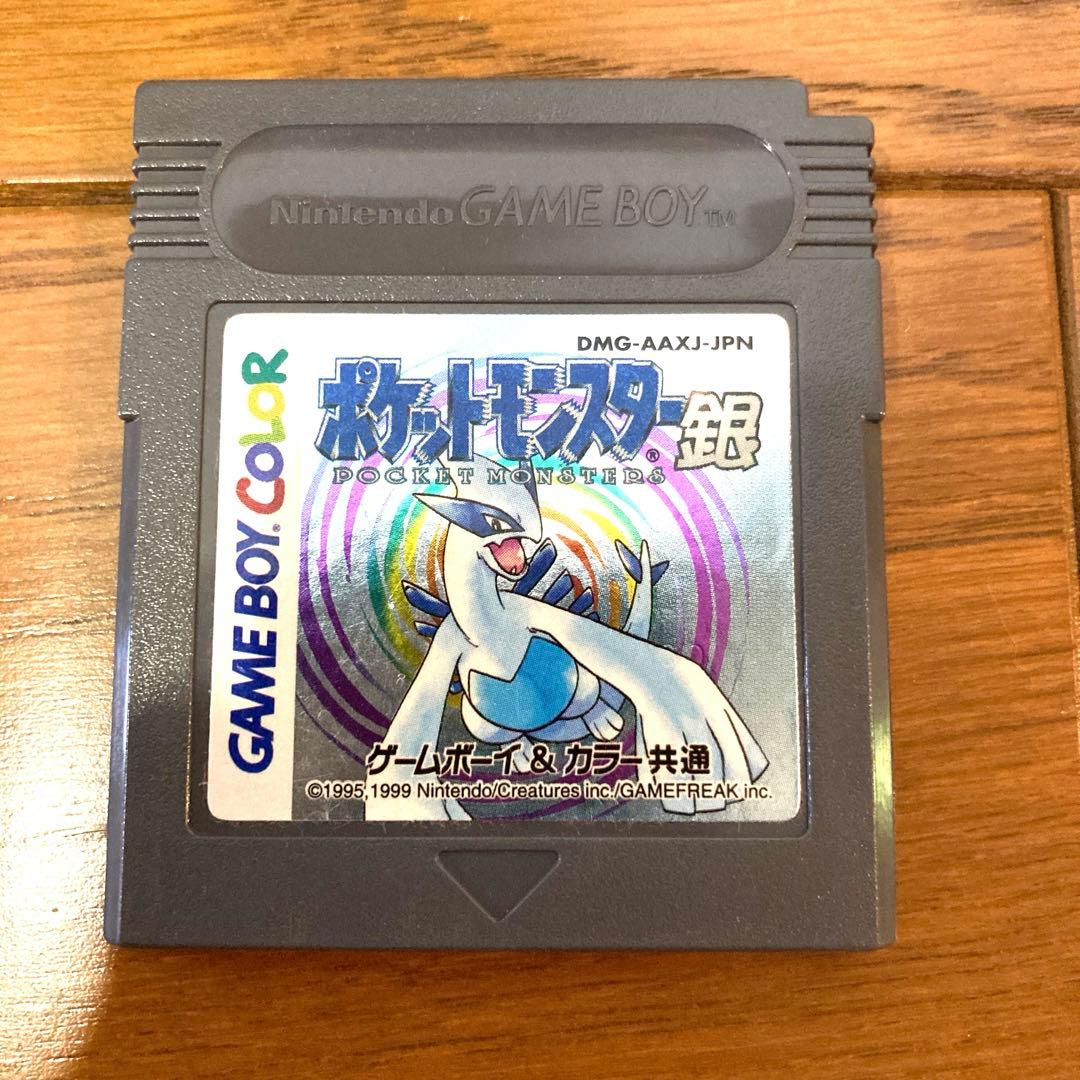 Nintendo GAME BOY™
GAME BOY COLOR
DMG-AAXJ-JPN
ポケットモンスター®銀
POCKET MONSTERS
ゲームボーイ & カラー共通
©1995,1999 Nintendo/Creatures inc./GAMEFREAK inc.